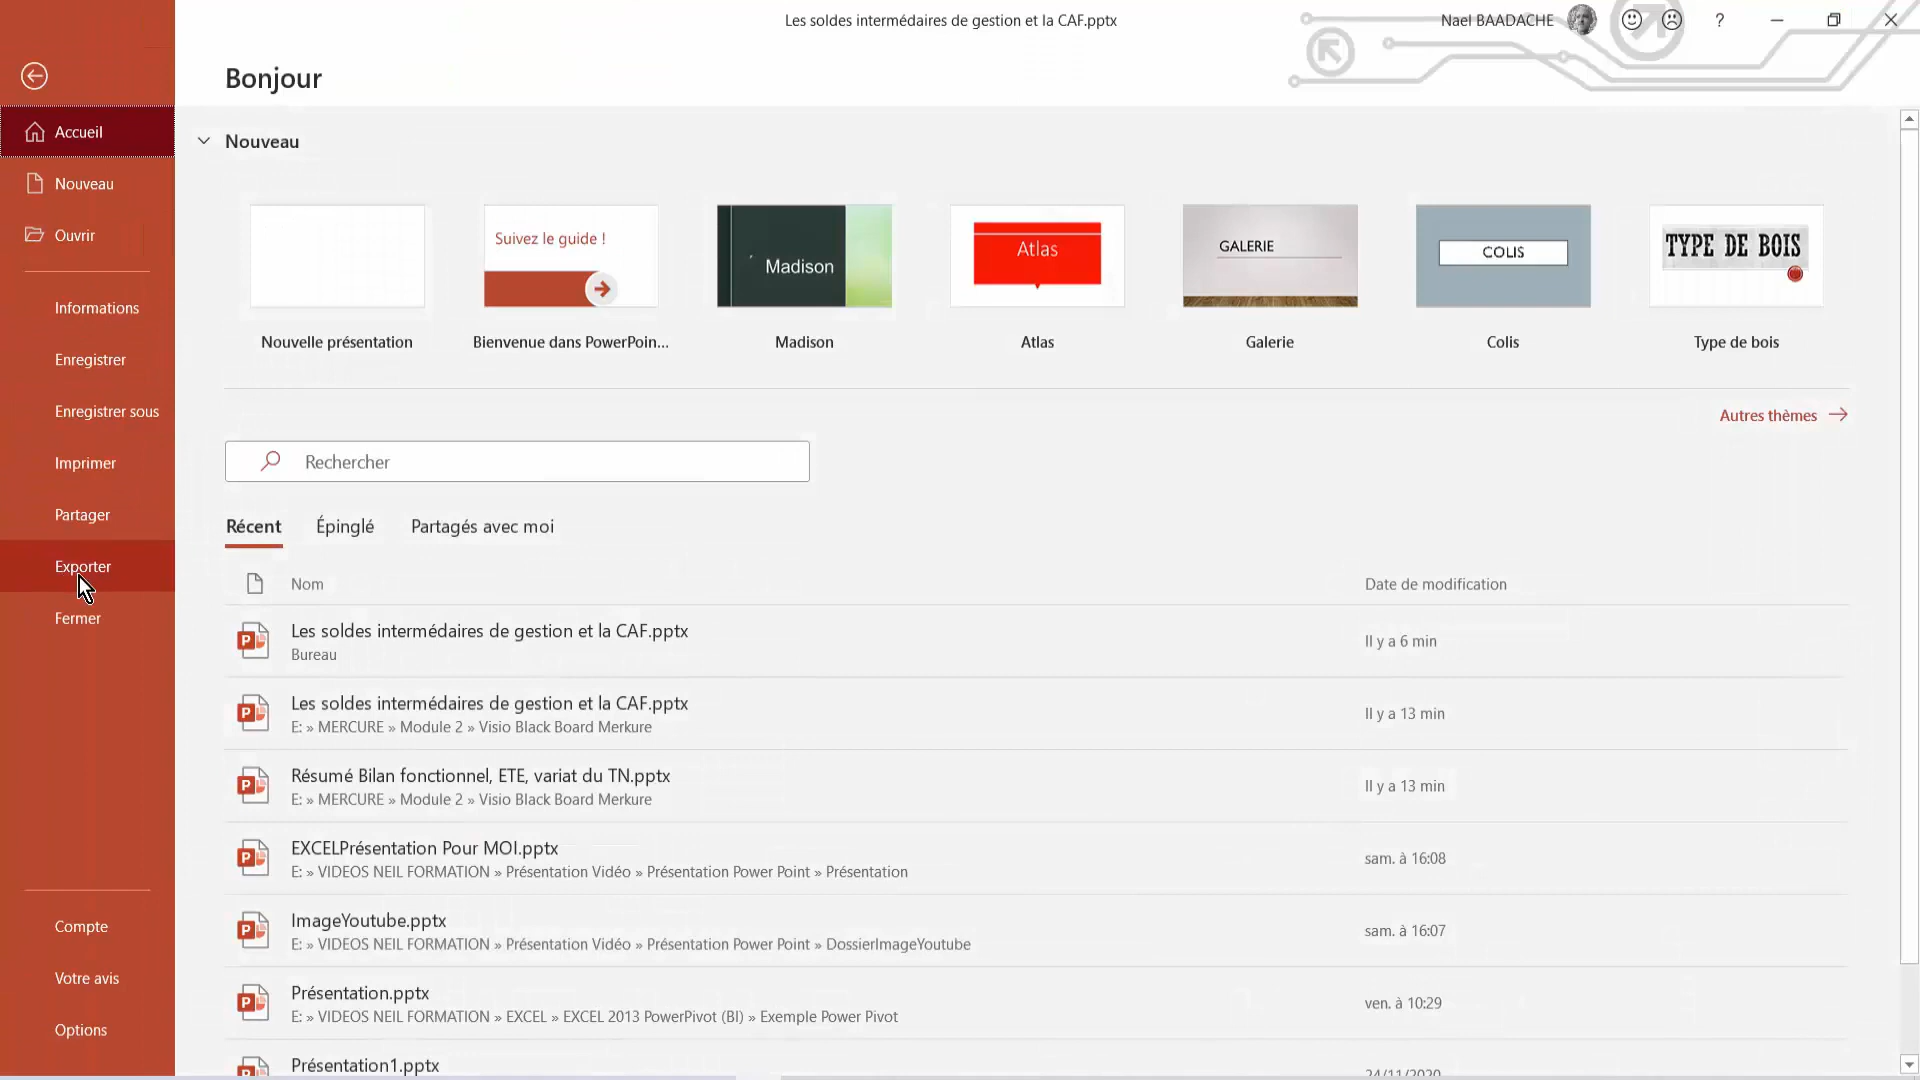 Les soldes intermédaires de gestion et la CAF.pptx
Nael BAADACHE
?
Bonjour
Accueil
Nouveau
Ouvrir
Informations
Enregistrer
Enregistrer sous
Imprimer
Partager
Exporter
Fermer
Compte
Votre avis
Options
Nouveau
Suivez le guide !
Madison
Atlas
GALERIE
COLIS
TYPE DE BOIS
Nouvelle présentation
Bienvenue dans PowerPoin...
Madison
Atlas
Galerie
Colis
Type de bois
Autres thèmes
Rechercher
Récent
Épinglé
Partagés avec moi
Nom
Date de modification
Les soldes intermédaires de gestion et la CAF.pptx
Bureau
Il y a 6 min
Les soldes intermédaires de gestion et la CAF.pptx
E: » MERCURE » Module 2 » Visio Black Board Merkure
Il y a 13 min
Résumé Bilan fonctionnel, ETE, variat du TN.pptx
E: » MERCURE » Module 2 » Visio Black Board Merkure
Il y a 13 min
EXCELPrésentation Pour MOI.pptx
E: » VIDEOS NEIL FORMATION » Présentation Vidéo » Présentation Power Point » Présentation
sam. à 16:08
ImageYoutube.pptx
E: » VIDEOS NEIL FORMATION » Présentation Vidéo » Présentation Power Point » DossierImageYoutube
sam. à 16:07
Présentation.pptx
E: » VIDEOS NEIL FORMATION » EXCEL » EXCEL 2013 PowerPivot (BI) » Exemple Power Pivot
ven. à 10:29
Présentation1.pptx
24/11/2020